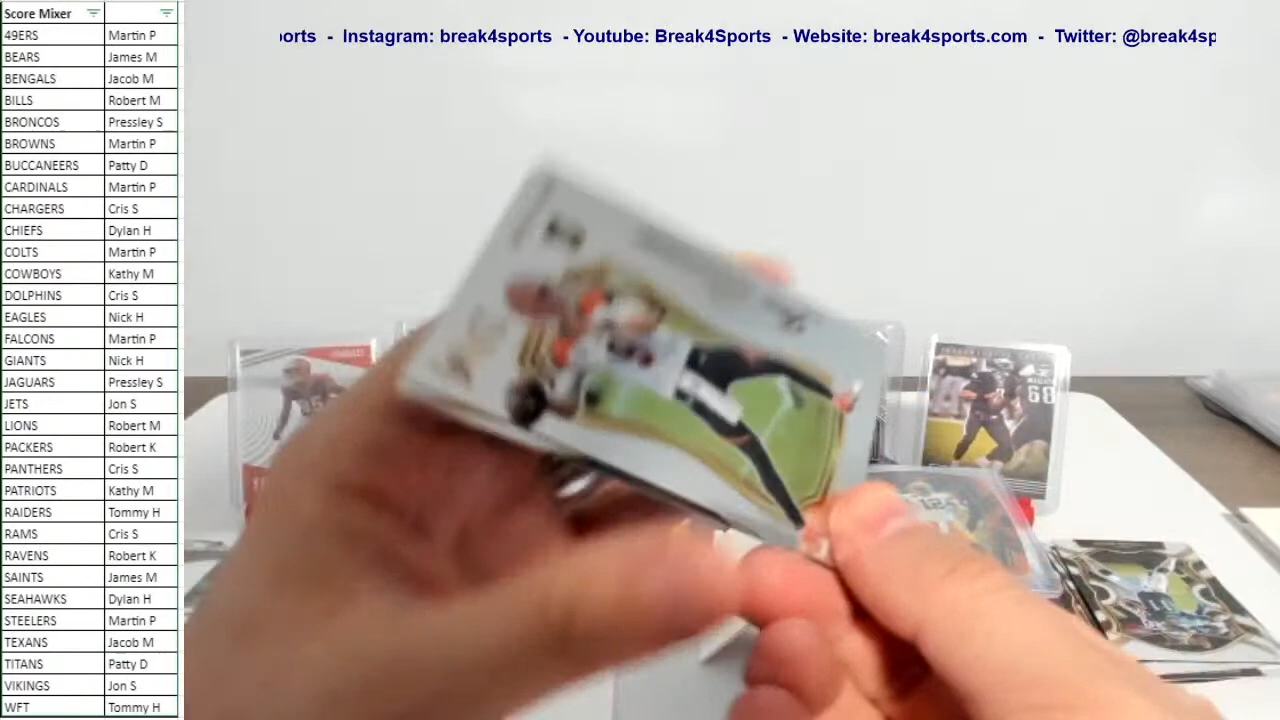 Score Mixer
49ERS Martin P
BEARS James M
BENGALS Jacob M
BILLS Robert M
BRONCOS Pressley S
BROWNS Martin P
BUCCANEERS Patty D
CARDINALS Martin P
CHARGERS Cris S
CHIEFS Dylan H
COLTS Martin P
COWBOYS Kathy M
DOLPHINS Cris S
EAGLES Nick H
FALCONS Martin P
GIANTS Nick H
JAGUARS Pressley S
JETS Jon S
LIONS Robert M
PACKERS Robert K
PANTHERS Cris S
PATRIOTS Kathy M
RAIDERS Tommy H
RAMS Cris S
RAVENS Robert K
SAINTS James M
SEAHAWKS Dylan H
STEELERS Martin P
TEXANS Jacob M
TITANS Patty D
VIKINGS Jon S
WFT Tommy H
orts - Instagram: break4sports - Youtube: Break4Sports - Website: break4sports.com - Twitter: @break4sp
68
12